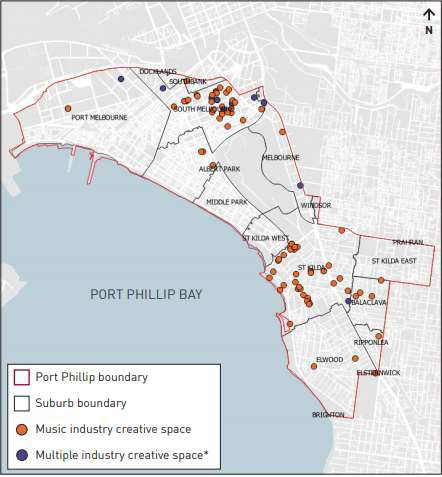 N
DOCKLANDS
SOUTHBANK
SOUTH MELBOURNE
PORT MELBOURNE
MELBOURNE
ALBERT PARK
MIDDLE PARK
WINDSOR
ST KILDA WEST
PRAHRAN
ST KILDA EAST
ST KILDA
PORT PHILLIP BAY
BALACLAVA
RIPPONLEA
ELWOOD
ELSTERNWICK
BRIGHTON
Port Phillip boundary
Suburb boundary
Music industry creative space
Multiple industry creative space*